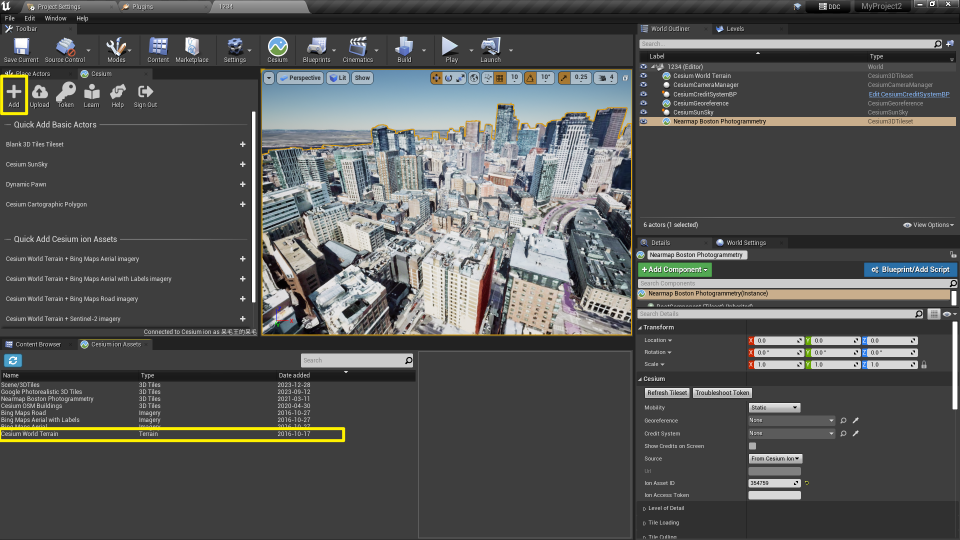 Project Settings
Plugins
1234
DDC
MyProject2
File Edit Window Help
Toolbar
Save Current
Source Control
Modes
Content
Marketplace
Settings
Cesium
Blueprints
Cinematics
Build
Play
Launch
Place Actors
Cesium
Add
Upload
Token
Learn
Help
Sign Out
Quick Add Basic Actors
Blank 3D Tiles Tileset
Cesium SunSky
Dynamic Pawn
Cesium Cartographic Polygon
Quick Add Cesium ion Assets
Cesium World Terrain + Bing Maps Aerial imagery
Cesium World Terrain + Bing Maps Aerial with Labels imagery
Cesium World Terrain + Bing Maps Road imagery
Cesium World Terrain + Sentinel-2 imagery
Connected to Cesium ion as 呆毛王的呆毛
Perspective
Lit
Show
10
10°
0.25
4
World Outliner
Levels
Search...
Label Type
1234 (Editor) World
Cesium World Terrain Cesium3DTileset
CesiumCameraManager CesiumCameraManager
CesiumCreditSystemBP Edit CesiumCreditSystemBP
CesiumGeoreference CesiumGeoreference
CesiumSunSky CesiumSunSky
Nearmap Boston Photogrammetry Cesium3DTileset
6 actors (1 selected)
View Options
Details
World Settings
Nearmap Boston Photogrammetry
+Add Component
Blueprint/Add Script
Search Components
Nearmap Boston Photogrammetry(Instance)
Search Details
Transform
Location X 0.0 Y 0.0 Z 0.0
Rotation X 0.0° Y 0.0° Z 0.0°
Scale X 1.0 Y 1.0 Z 1.0
Cesium
Refresh Tileset
Troubleshoot Token
Mobility Static
Georeference None
Credit System None
Show Credits on Screen
Source From Cesium Ion
Url
Ion Asset ID 354759
Ion Access Token
Level of Detail
Tile Loading
Tile Culling
Content Browser
Cesium ion Assets
Search
Name Type Date added
Scene/3DTiles 3D Tiles 2023-12-28
Google Photorealistic 3D Tiles 3D Tiles 2023-09-12
Nearmap Boston Photogrammetry 3D Tiles 2021-03-11
Cesium OSM Buildings 3D Tiles 2020-04-30
Bing Maps Road Imagery 2016-10-27
Bing Maps Aerial with Labels Imagery 2016-10-27
Bing Maps Aerial Imagery 2016-10-27
Cesium World Terrain Terrain 2016-10-17